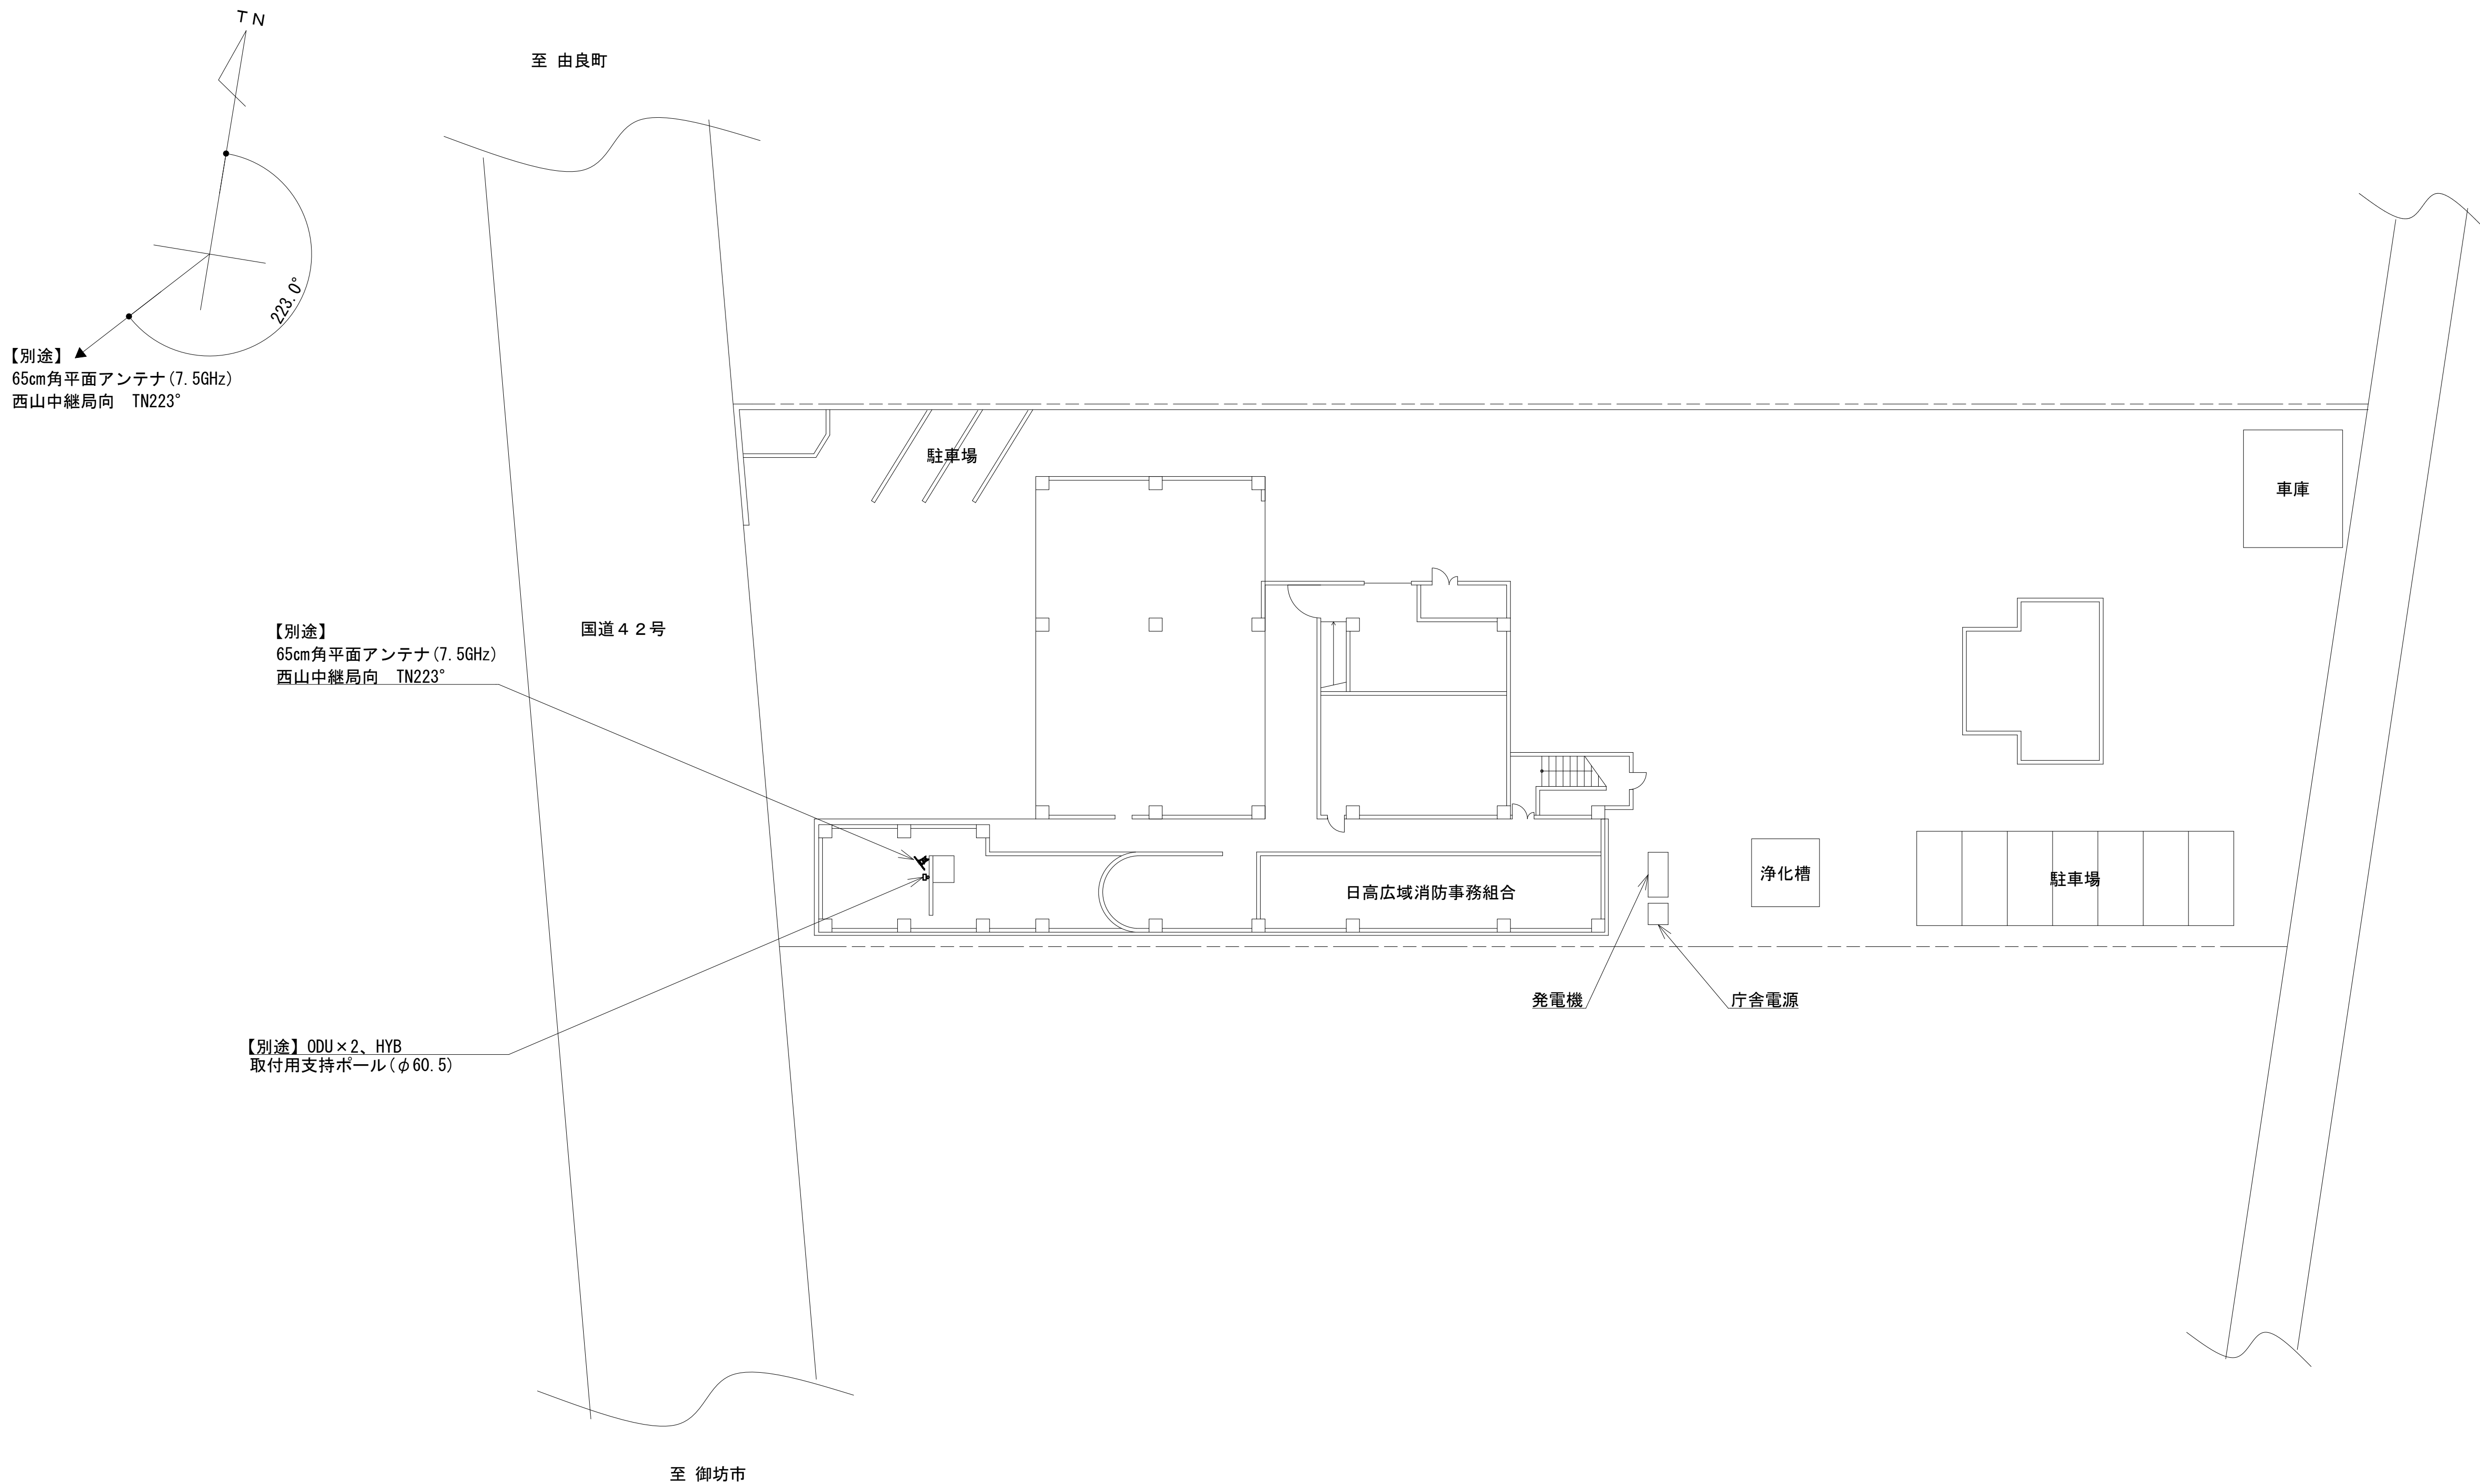 ＴＮ
至 由良町
223.0°
【別途】
65cm角平面アンテナ(7.5GHz)
西山中継局向　TN223°
駐車場
車庫
【別途】
65cm角平面アンテナ(7.5GHz)
西山中継局向　TN223°
国道４２号
日高広域消防事務組合
浄化槽
駐車場
発電機
庁舎電源
【別途】ODU×2、HYB
取付用支持ポール(φ60.5)
至 御坊市